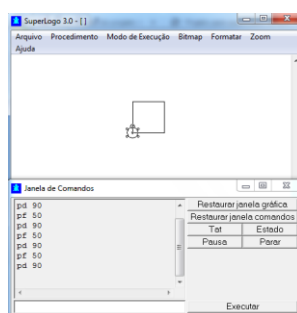 SuperLogo 3.0 - [ ]
Arquivo Procedimento Modo de Execução Bitmap Formatar Zoom
Ajuda
Janela de Comandos
pd 90
pf 50
pd 90
pf 50
pd 90
pf 50
pd 90
Restaurar janela gráfica
Restaurar janela comandos
Tat Estado
Pausa Parar
Executar